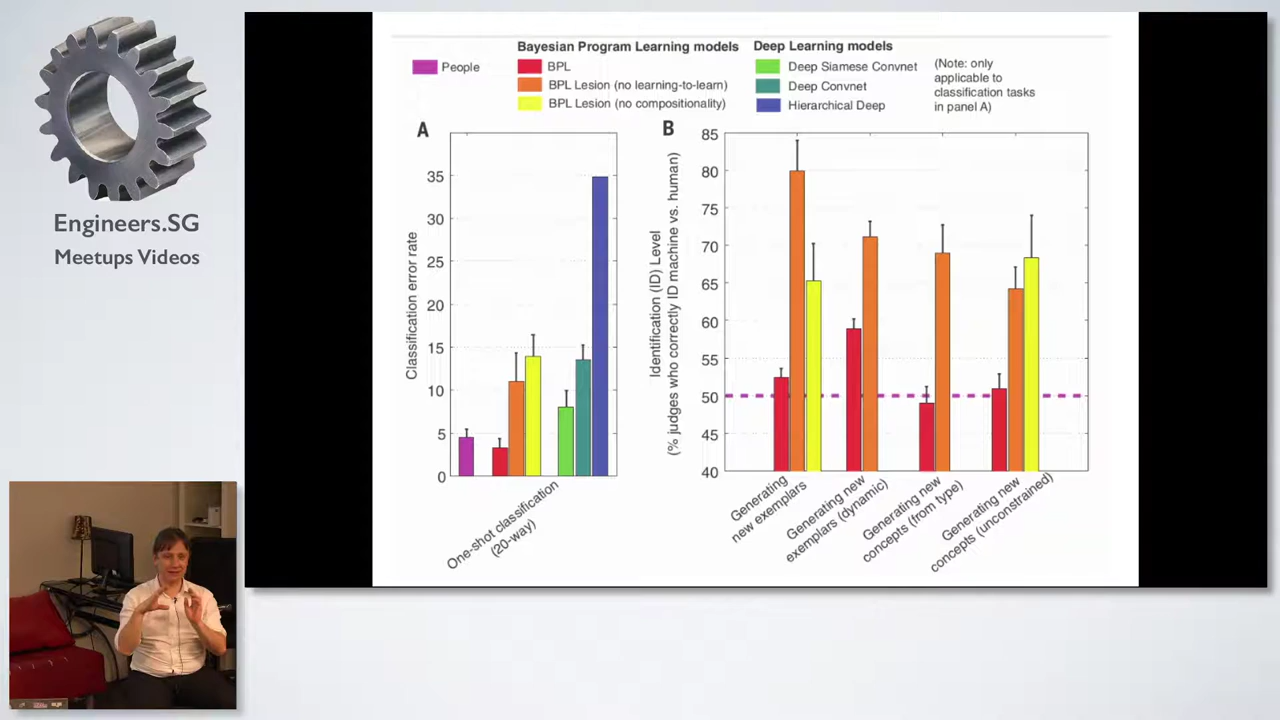 Engineers.SG
Meetups Videos
People
Bayesian Program Learning models
BPL
BPL Lesion (no learning-to-learn)
BPL Lesion (no compositionality)
Deep Learning models
Deep Siamese Convnet
Deep Convnet
Hierarchical Deep
(Note: only
applicable to
classification tasks
in panel A)
A
Classification error rate
35
30
25
20
15
10
5
0
One-shot classification
(20-way)
B
Identification (ID) Level
(% judges who correctly ID machine vs. human)
85
80
75
70
65
60
55
50
45
40
Generating
new exemplars
Generating new
exemplars (dynamic)
Generating new
concepts (from type)
Generating new
concepts (unconstrained)